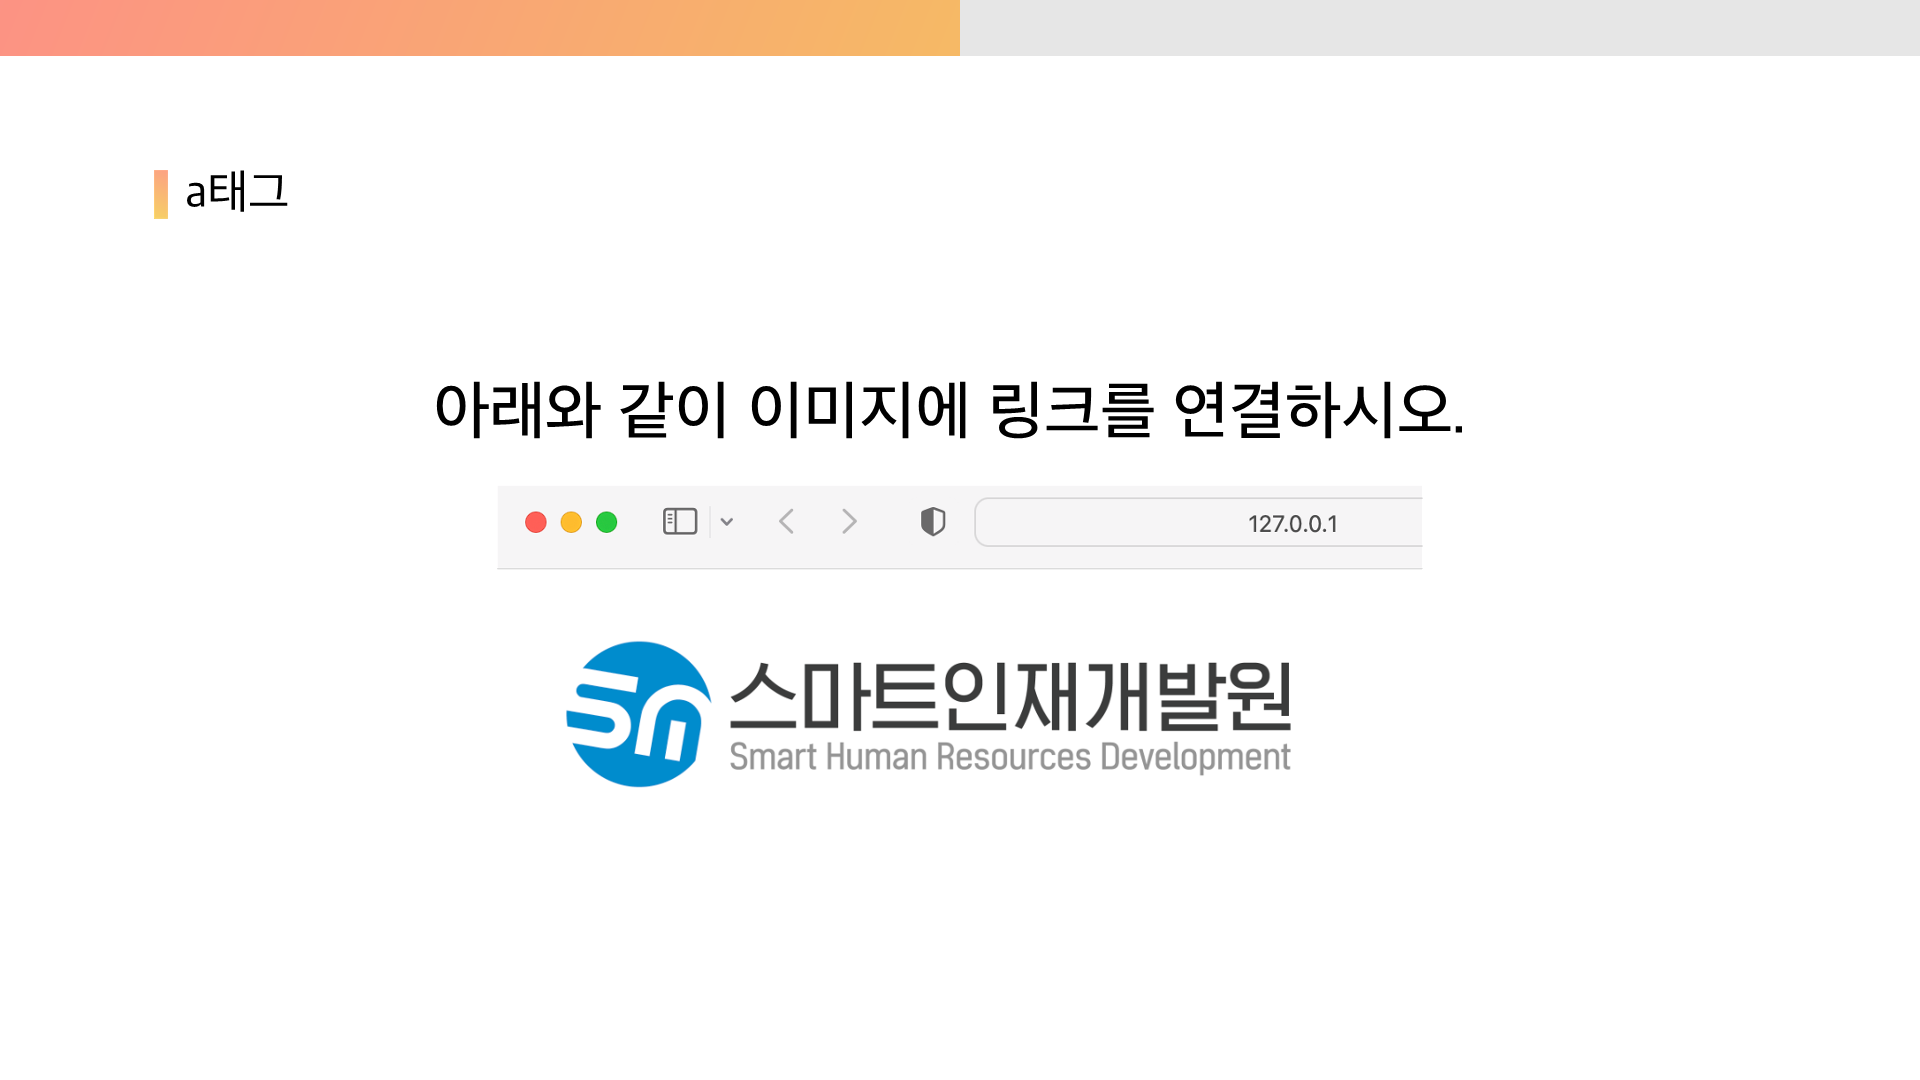 a태그
아래와 같이 이미지에 링크를 연결하시오.
127.0.0.1
스마트인재개발원
Smart Human Resources Development